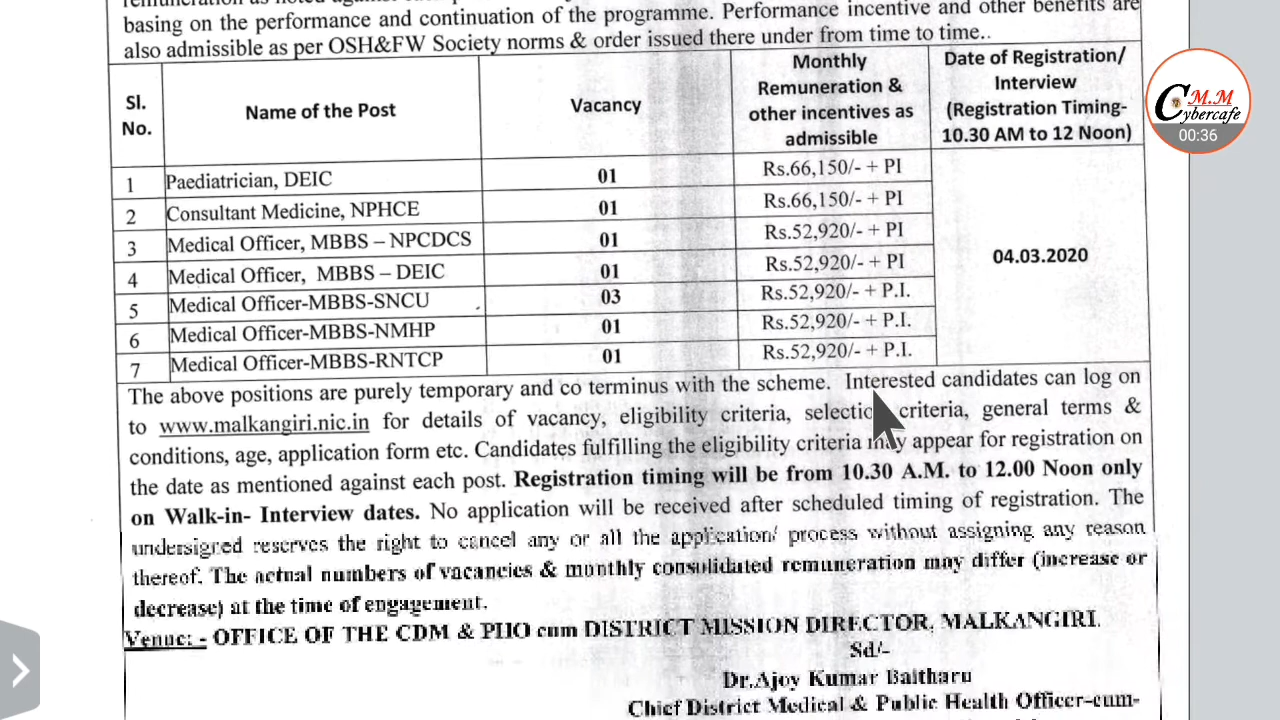 basing on the performance and continuation of the programme. Performance incentive and other benefits are
also admissible as per OSH&FW Society norms & order issued there under from time to time..
Sl. No. Name of the Post Vacancy Monthly Remuneration & other incentives as admissible Date of Registration/ Interview (Registration Timing- 10.30 AM to 12 Noon)
1 Paediatrician, DEIC 01 Rs.66,150/- + PI
2 Consultant Medicine, NPHCE 01 Rs.66,150/- + PI
3 Medical Officer, MBBS – NPCDCS 01 Rs.52,920/- + PI
4 Medical Officer, MBBS – DEIC 01 Rs.52,920/- + PI
04.03.2020
5 Medical Officer-MBBS-SNCU 03 Rs.52,920/- + P.I.
6 Medical Officer-MBBS-NMHP 01 Rs.52,920/- + P.I.
7 Medical Officer-MBBS-RNTCP 01 Rs.52,920/- + P.I.
The above positions are purely temporary and co terminus with the scheme. Interested candidates can log on
to www.malkangiri.nic.in for details of vacancy, eligibility criteria, selectio criteria, general terms &
conditions, age, application form etc. Candidates fulfilling the eligibility criteria may appear for registration on
the date as mentioned against each post. Registration timing will be from 10.30 A.M. to 12.00 Noon only
on Walk-in- Interview dates. No application will be received after scheduled timing of registration. The
undersigned reserves the right to cancel any or all the application/ process without assigning any reason
thereof. The actual numbers of vacancies & monthly consolidated remuneration may differ (increase or
decrease) at the time of engagement.
Venue: - OFFICE OF THE CDM & PHO cum DISTRICT MISSION DIRECTOR, MALKANGIRI.
Sd/-
Dr.Ajoy Kumar Baitharu
Chief District Medical & Public Health Officer-cum-
C M.M
Cybercafe
00:36